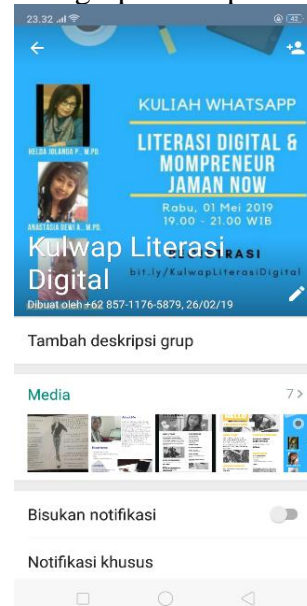 23.32
KULIAH WHATSAPP
HELDA JOLANDA P., M.PD.
LITERASI DIGITAL &
MOMPRENEUR
JAMAN NOW
Rabu, 01 Mei 2019
19.00 - 21.00 WIB
ANASTASIA DEWI A., M.PD.
Kulwap Literasi
Digital
bit.ly/KulwapLiterasiDigital
Dibuat oleh +62 857-1176-5879, 26/02/19
Tambah deskripsi grup
Media
7 >
Bisukan notifikasi
Notifikasi khusus